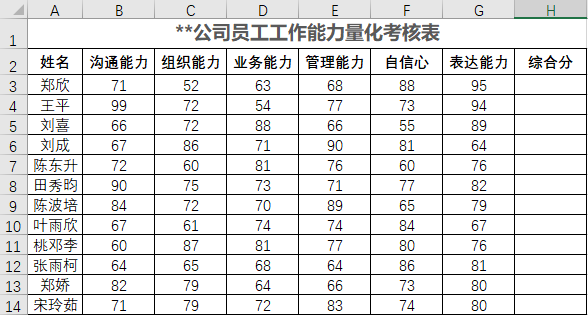 A B C D E F G H
1 **公司员工工作能力量化考核表
2 姓名 沟通能力 组织能力 业务能力 管理能力 自信心 表达能力 综合分
3 郑欣 71 52 63 68 88 95
4 王平 99 72 54 77 73 94
5 刘喜 66 72 88 66 55 89
6 刘成 67 86 71 90 81 64
7 陈东升 72 60 81 76 60 76
8 田秀昀 90 75 73 71 77 82
9 陈波培 84 72 70 89 65 79
10 叶雨欣 67 61 74 74 84 67
11 桃邓李 60 87 81 77 80 76
12 张雨柯 64 65 68 64 86 81
13 郑娇 82 79 64 66 73 80
14 宋玲茹 71 79 72 83 74 80